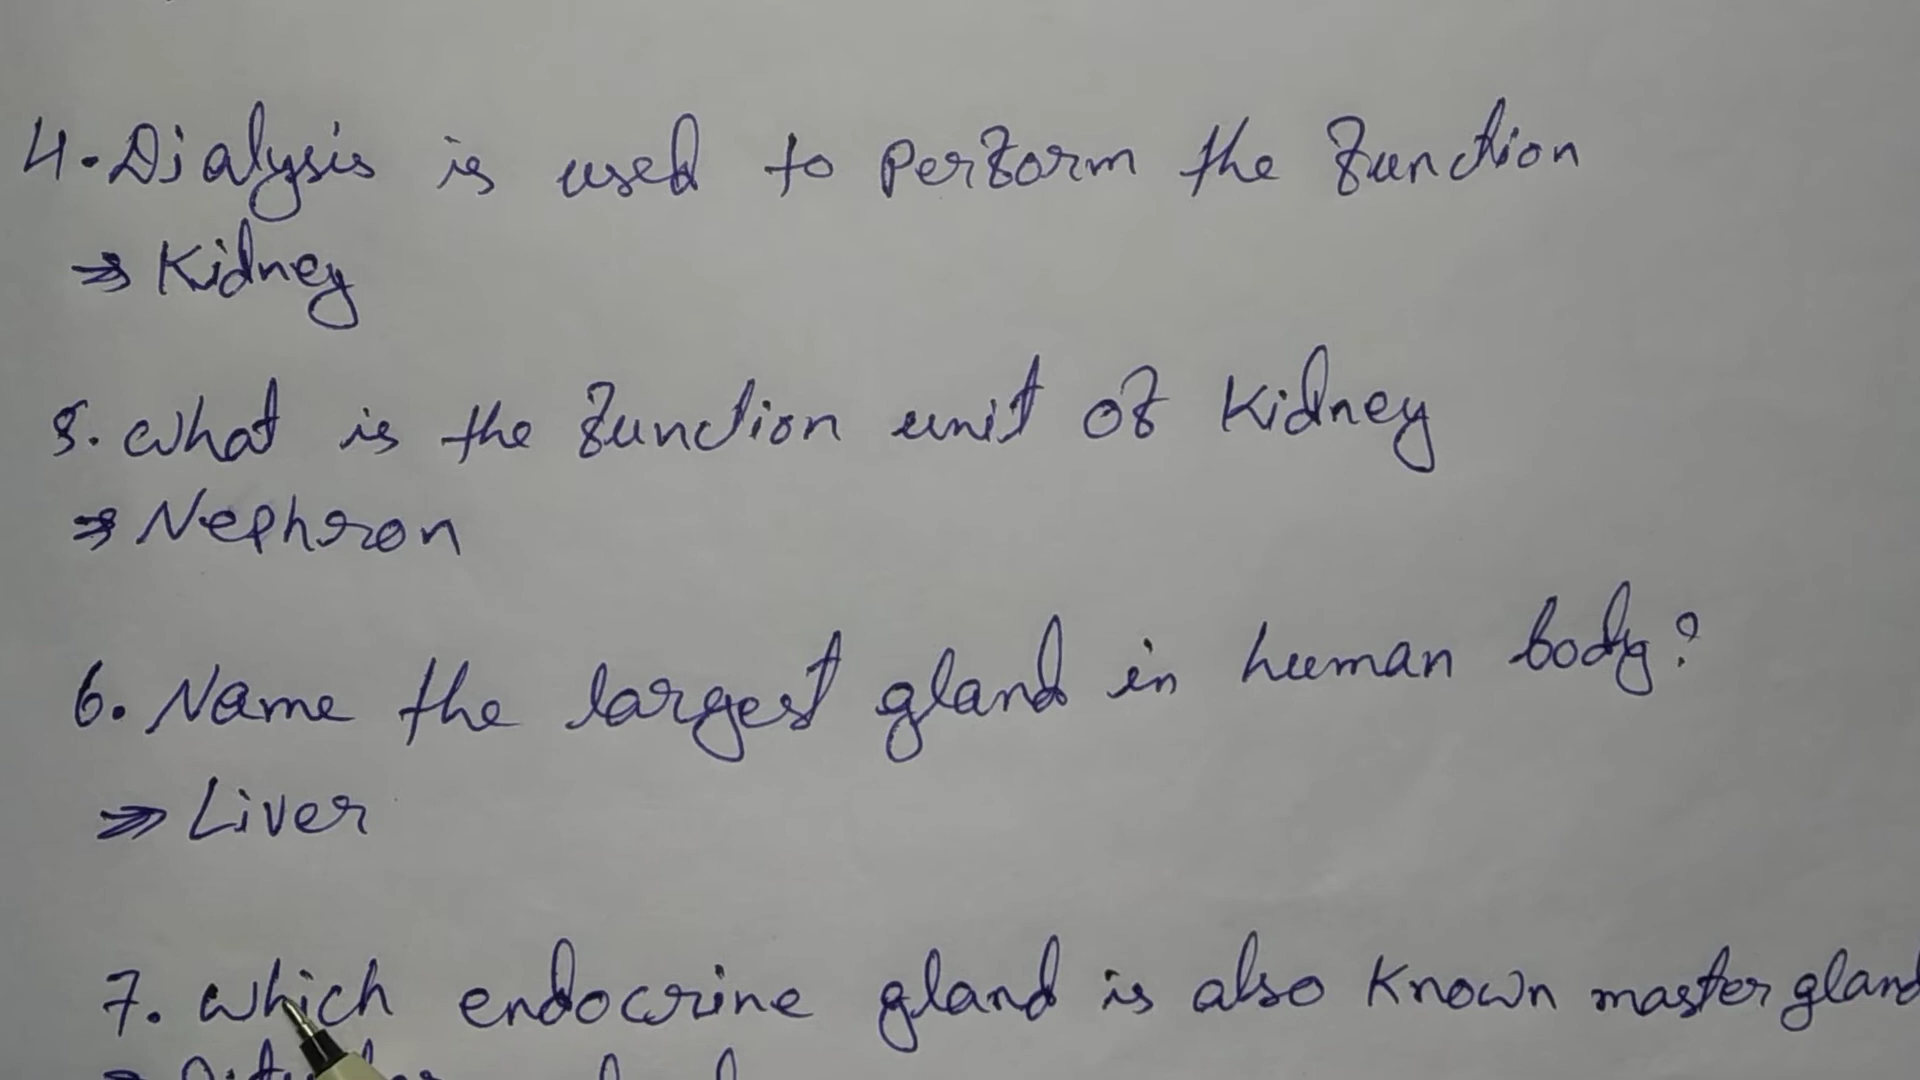 4. Dialysis is used to Perform the function
⇒ Kidney
5. What is the function unit of Kidney
⇒ Nephron
6. Name the largest gland in human body?
⇒ Liver
7. which endocrine gland is also Known master gland